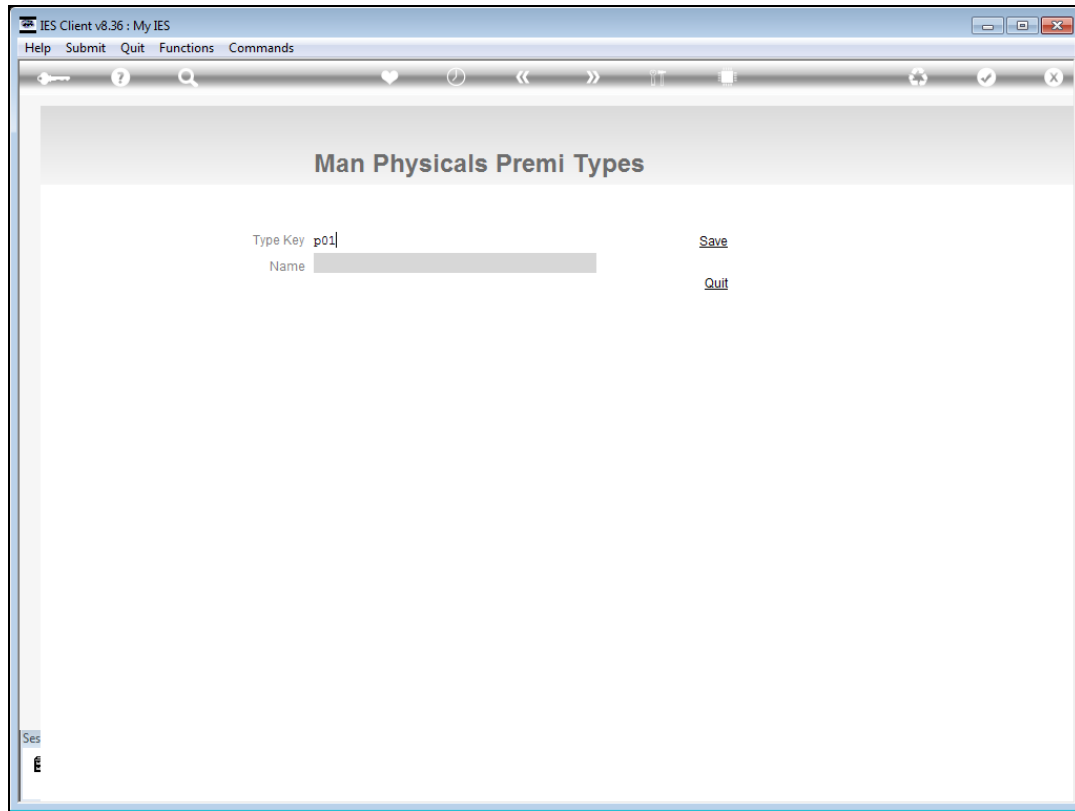 IES Client v8.36 : My IES
Help Submit Quit Functions Commands
Man Physicals Premi Types
Type Key p01 Save
Name
Quit
Ses